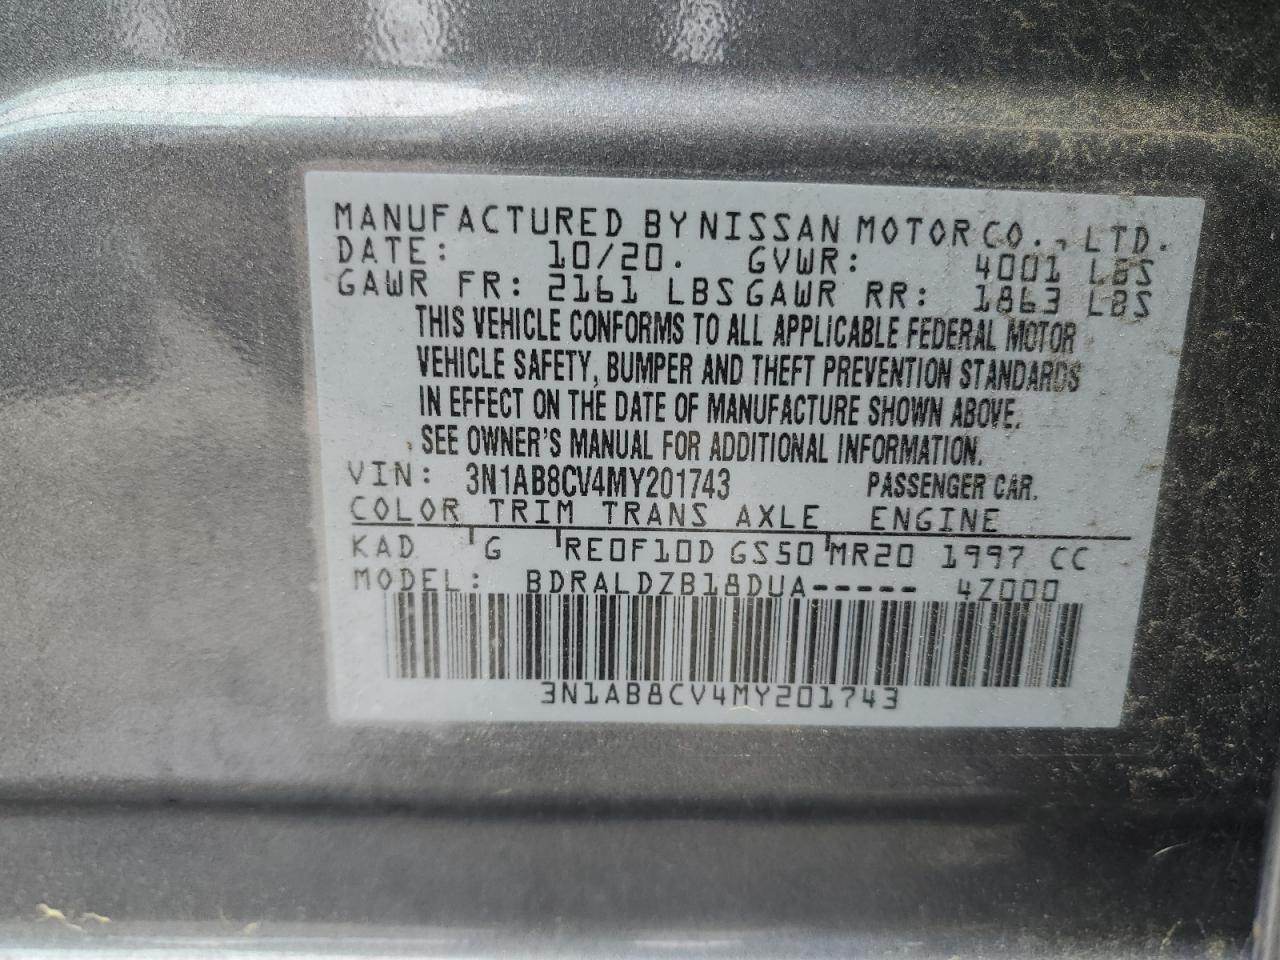 MANUFACTURED BY NISSAN MOTOR CO., LTD.
DATE: 10/20. GVWR: 4001 LBS
GAWR FR: 2161 LBS GAWR RR: 1863 LBS
THIS VEHICLE CONFORMS TO ALL APPLICABLE FEDERAL MOTOR
VEHICLE SAFETY, BUMPER AND THEFT PREVENTION STANDARDS
IN EFFECT ON THE DATE OF MANUFACTURE SHOWN ABOVE.
SEE OWNER'S MANUAL FOR ADDITIONAL INFORMATION.
VIN: 3N1AB8CV4MY201743 PASSENGER CAR.
COLOR TRIM TRANS AXLE ENGINE
KAD G RE0F10D GS50 MR20 1997 CC
MODEL: BDRALDZB18DUA----- 4Z000
3N1AB8CV4MY201743